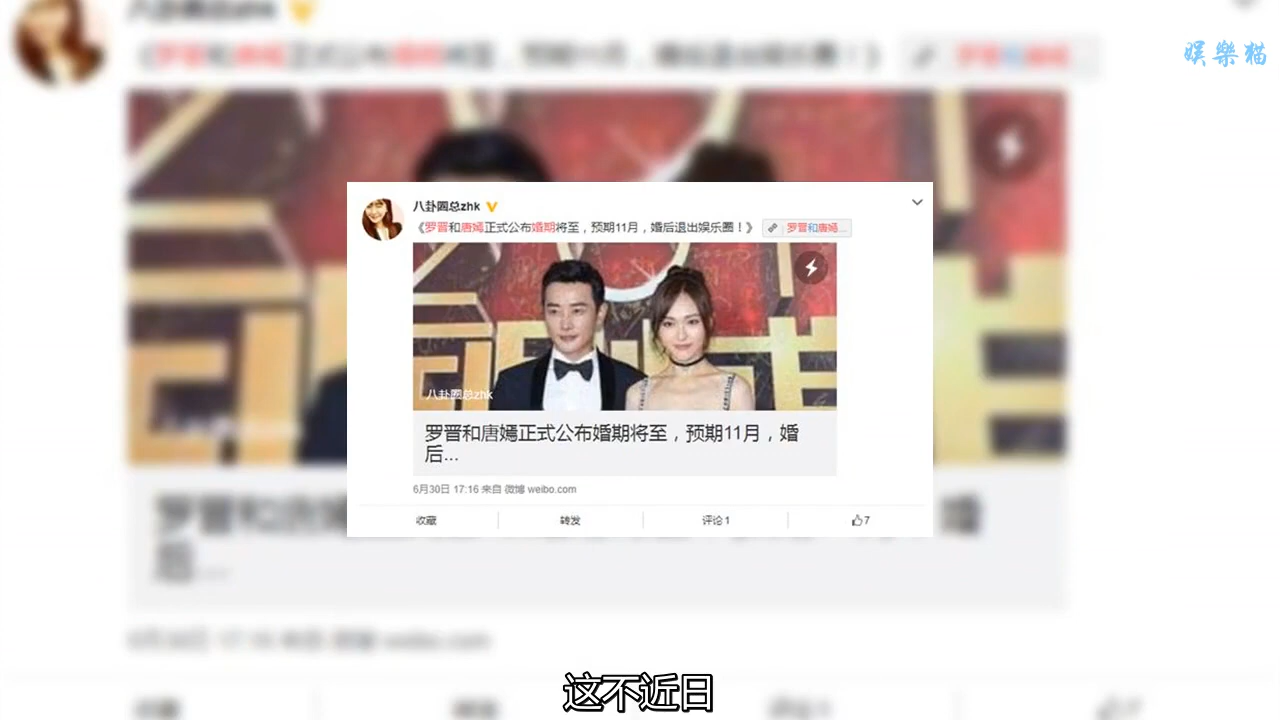 娱樂猫
八卦圈总zhk
《罗晋和唐嫣正式公布婚期将至，预期11月，婚后退出娱乐圈！》 罗晋和唐嫣...
八卦圈总zhk
罗晋和唐嫣正式公布婚期将至，预期11月，婚
后...
6月30日 17:16 来自 微博 weibo.com
收藏 转发 评论1 7
这不近日